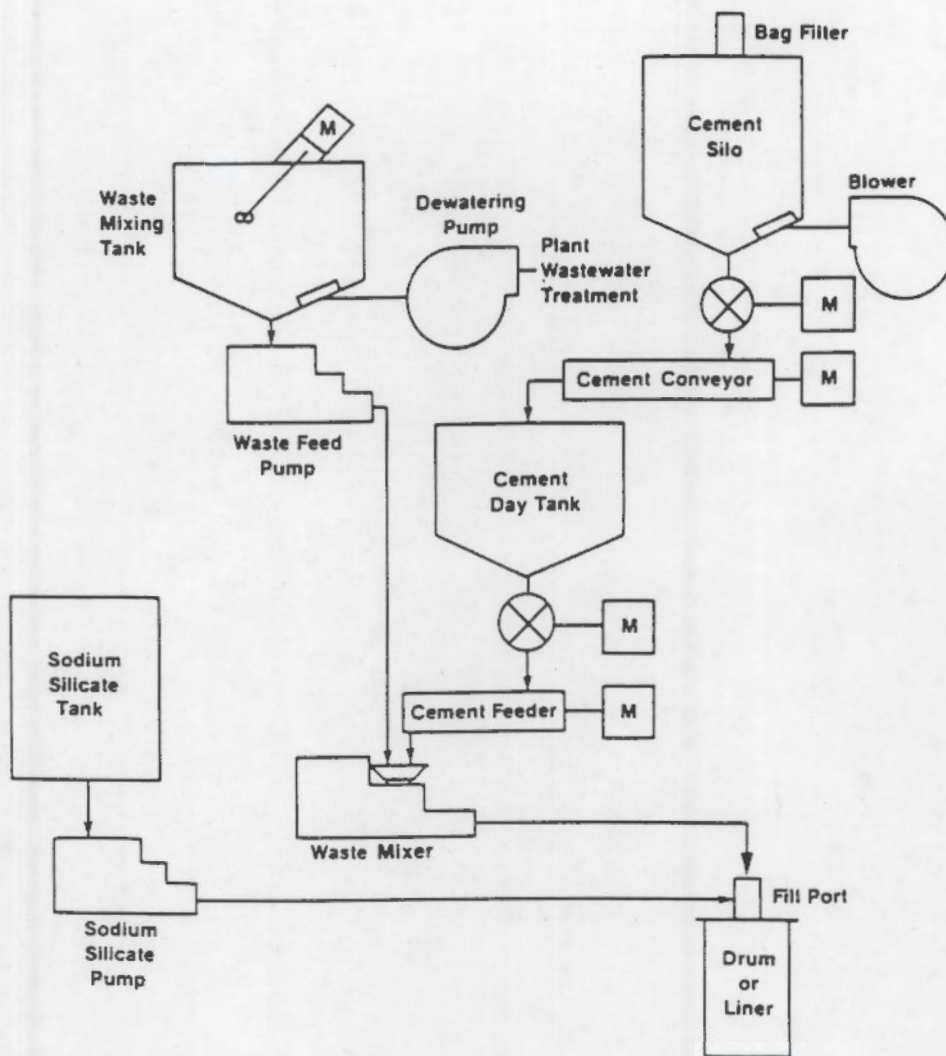 Bag Filter
Cement
Silo
M
Waste
Mixing
Tank
Dewatering
Pump
Plant
Wastewater
Treatment
Blower
M
Cement Conveyor
M
Waste Feed
Pump
Cement
Day Tank
M
Sodium
Silicate
Tank
Cement Feeder
M
Waste Mixer
Fill Port
Sodium
Silicate
Pump
Drum
or
Liner